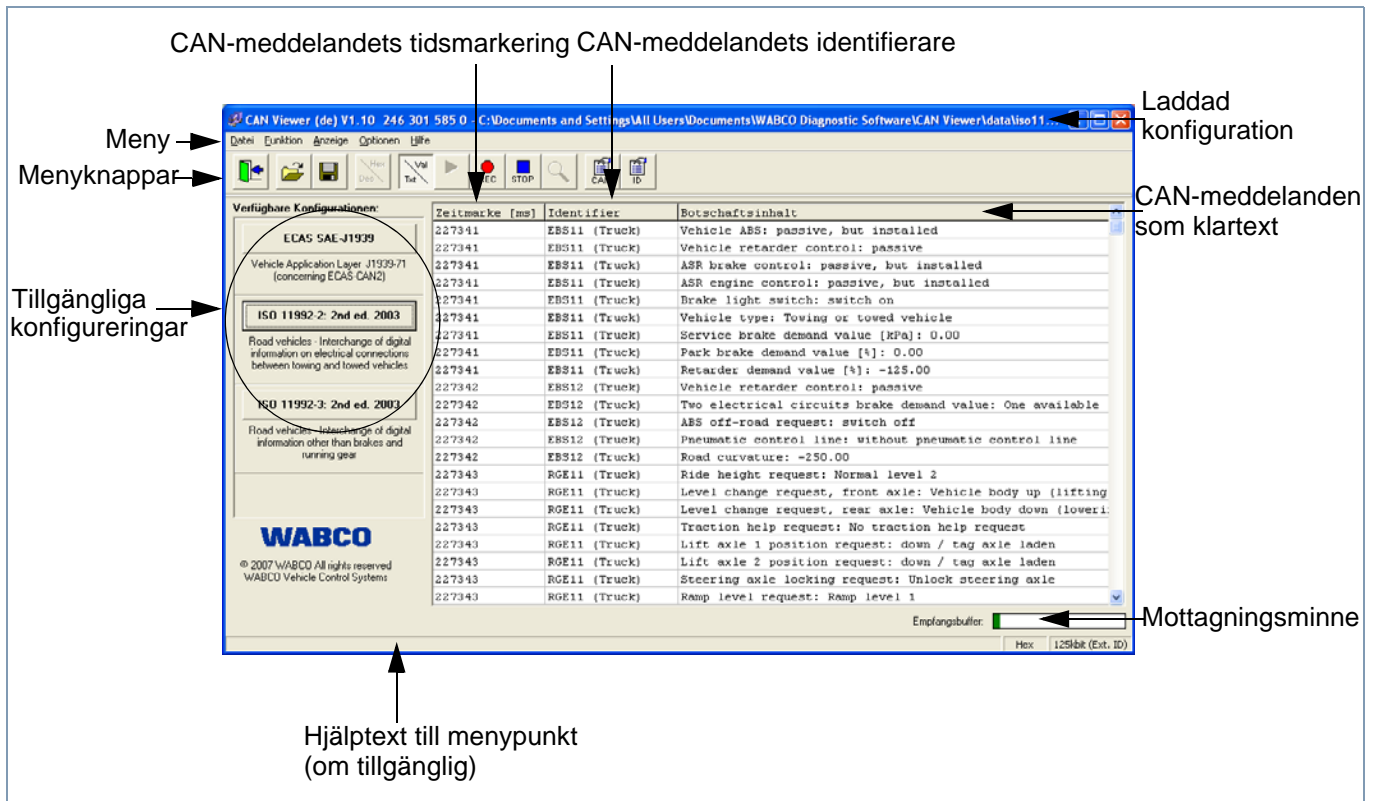 CAN-meddelandets tidsmarkering CAN-meddelandets identifierare
Laddad
konfiguration
Meny
Menyknappar
CAN-meddelanden
som klartext
Tillgängliga
konfigureringar
Mottagningsminne
Hjälptext till menypunkt
(om tillgänglig)
CAN Viewer (de) V1.10 246 301 585 0 - C:\Documents and Settings\All Users\Documents\WABCO Diagnostic Software\CAN Viewer\data\iso11...
Datei Funktion Anzeige Optionen Hilfe
Hex
Dec
Val
Txt
STOP
ID
Verfügbare Konfigurationen:
ECAS SAE-J1939
Vehicle Application Layer J1939-71
(concerning ECAS-CAN2)
ISO 11992-2: 2nd ed. 2003
Road vehicles - Interchange of digital
information on electrical connections
between towing and towed vehicles
ISO 11992-3: 2nd ed. 2003
Road vehicles - Interchange of digital
information other than brakes and
running gear
WABCO
© 2007 WABCO All rights reserved
WABCO Vehicle Control Systems
Zeitmarke [ms] Identifier Botschaftsinhalt
227341 EBS11 (Truck) Vehicle ABS: passive, but installed
227341 EBS11 (Truck) Vehicle retarder control: passive
227341 EBS11 (Truck) ASR brake control: passive, but installed
227341 EBS11 (Truck) ASR engine control: passive, but installed
227341 EBS11 (Truck) Brake light switch: switch on
227341 EBS11 (Truck) Vehicle type: Towing or towed vehicle
227341 EBS11 (Truck) Service brake demand value [kPa]: 0.00
227341 EBS11 (Truck) Park brake demand value [%]: 0.00
227341 EBS11 (Truck) Retarder demand value [%]: -125.00
227342 EBS12 (Truck) Vehicle retarder control: passive
227342 EBS12 (Truck) Two electrical circuits brake demand value: One available
227342 EBS12 (Truck) ABS off-road request: switch off
227342 EBS12 (Truck) Pneumatic control line: without pneumatic control line
227342 EBS12 (Truck) Road curvature: -250.00
227343 RGE11 (Truck) Ride height request: Normal level 2
227343 RGE11 (Truck) Level change request, front axle: Vehicle body up (lifting
227343 RGE11 (Truck) Level change request, rear axle: Vehicle body down (loweri
227343 RGE11 (Truck) Traction help request: No traction help request
227343 RGE11 (Truck) Lift axle 1 position request: down / tag axle laden
227343 RGE11 (Truck) Lift axle 2 position request: down / tag axle laden
227343 RGE11 (Truck) Steering axle locking request: Unlock steering axle
227343 RGE11 (Truck) Ramp level request: Ramp level 1
Empfangsbuffer:
Hex 125kbit (Ext. ID)